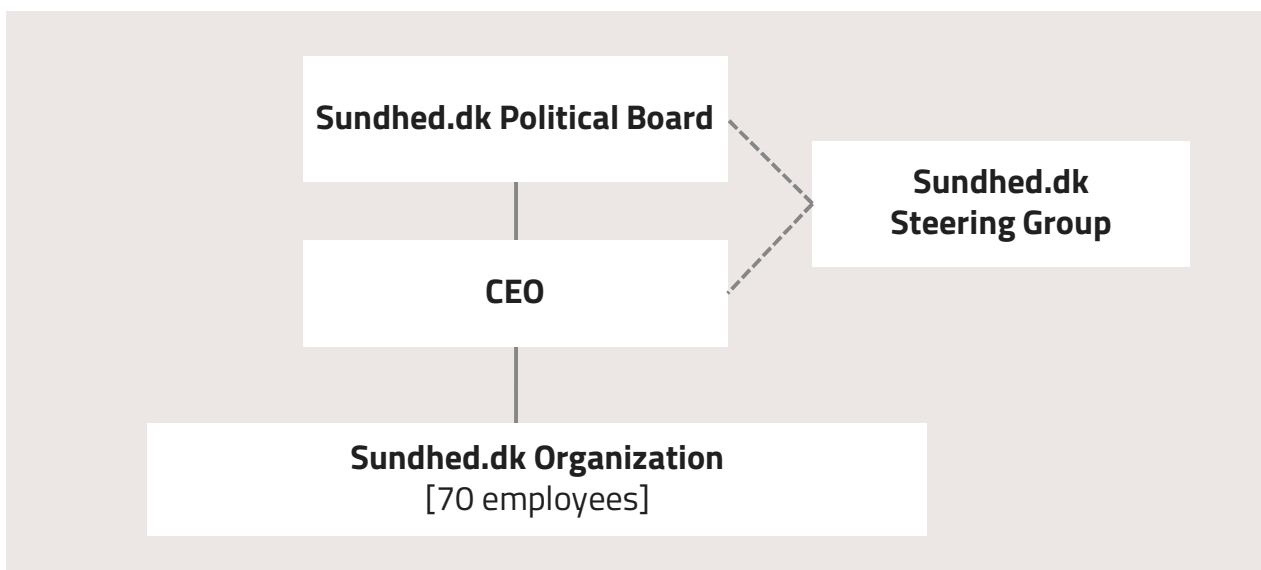 Sundhed.dk Political Board
Sundhed.dk
Steering Group
CEO
Sundhed.dk Organization
[70 employees]